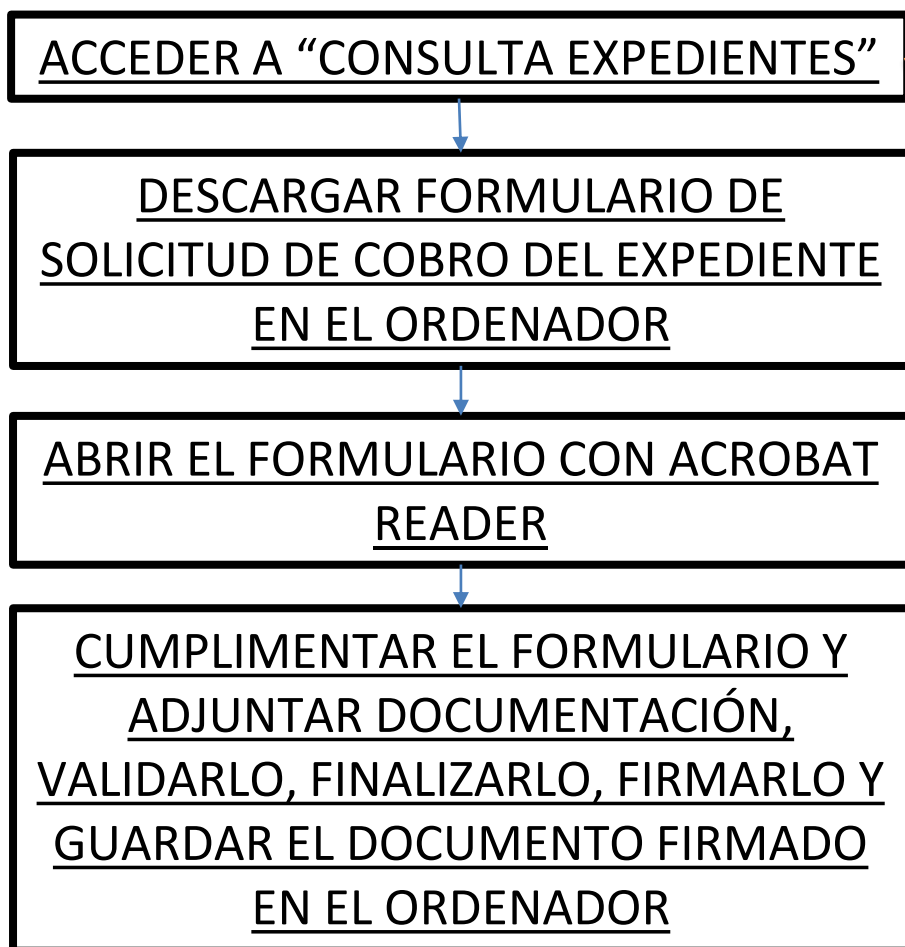 ACCEDER A “CONSULTA EXPEDIENTES”
DESCARGAR FORMULARIO DE
SOLICITUD DE COBRO DEL EXPEDIENTE
EN EL ORDENADOR
ABRIR EL FORMULARIO CON ACROBAT
READER
CUMPLIMENTAR EL FORMULARIO Y
ADJUNTAR DOCUMENTACIÓN,
VALIDARLO, FINALIZARLO, FIRMARLO Y
GUARDAR EL DOCUMENTO FIRMADO
EN EL ORDENADOR